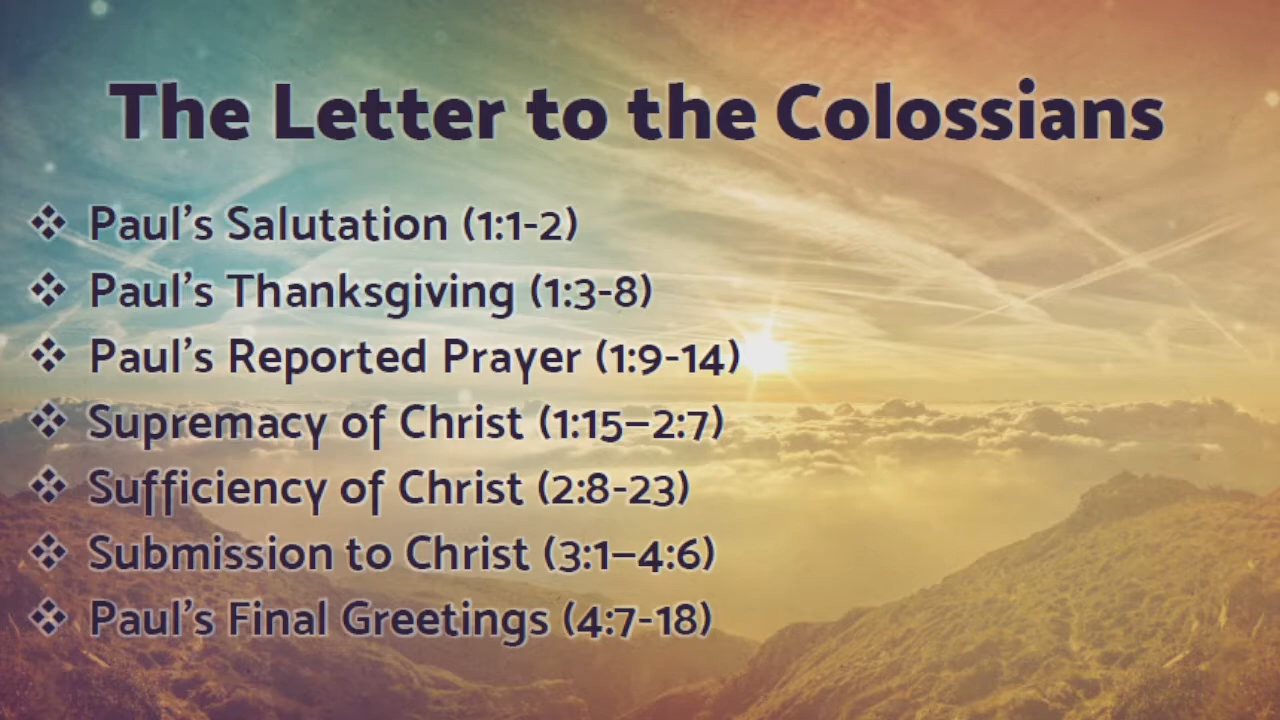 The Letter to the Colossians
❖ Paul’s Salutation (1:1-2)
❖ Paul’s Thanksgiving (1:3-8)
❖ Paul’s Reported Prayer (1:9-14)
❖ Supremacy of Christ (1:15–2:7)
❖ Sufficiency of Christ (2:8-23)
❖ Submission to Christ (3:1–4:6)
❖ Paul’s Final Greetings (4:7-18)